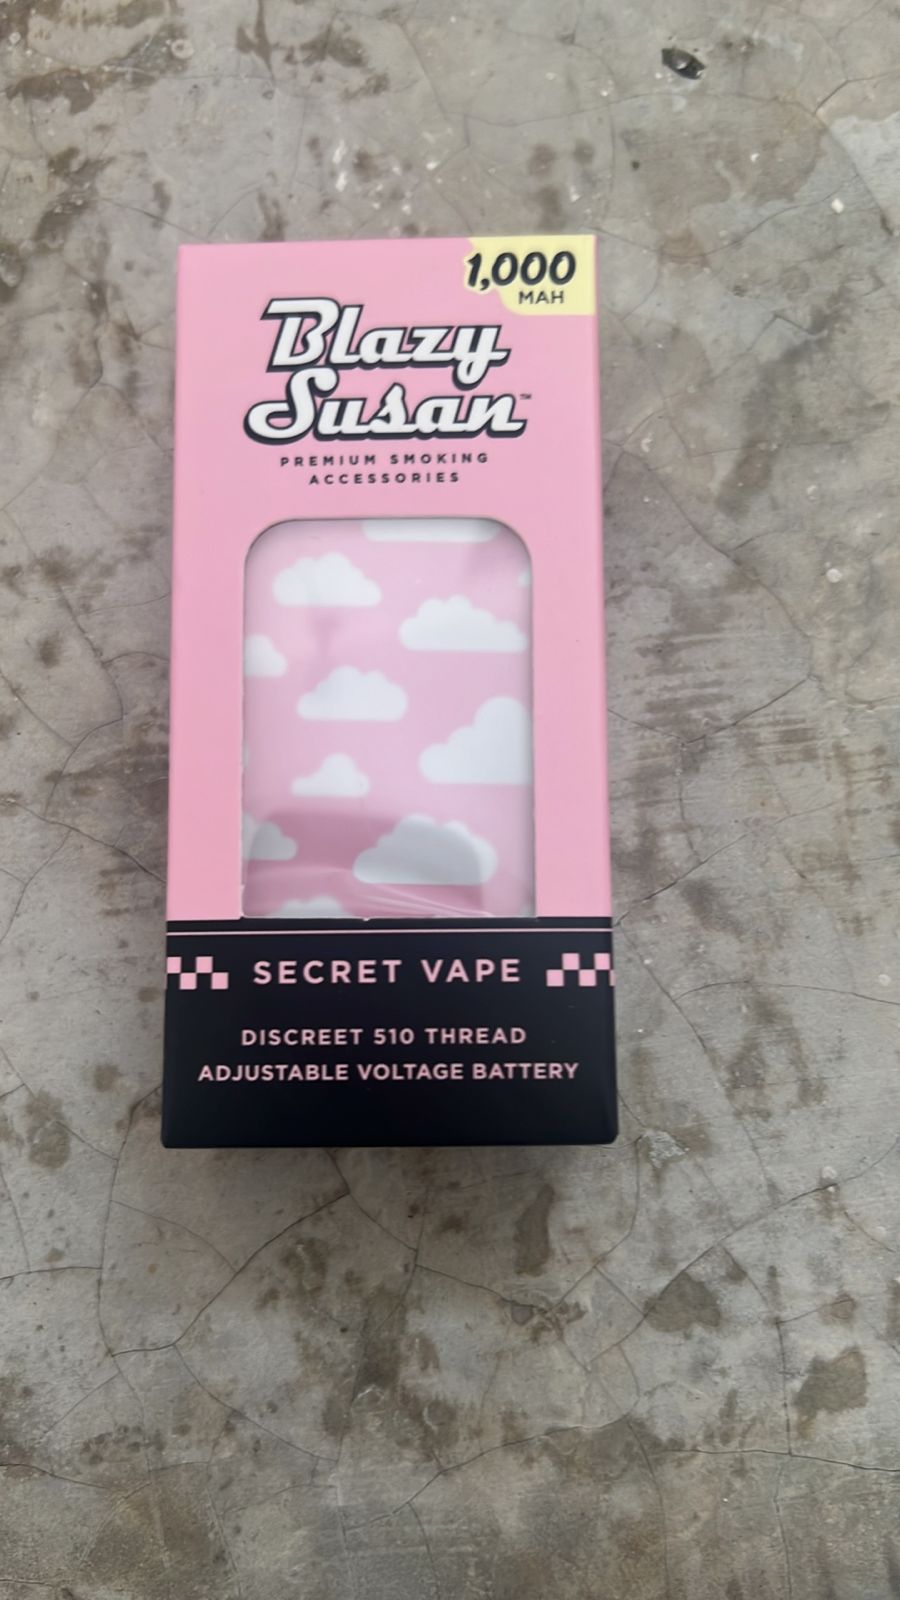 1,000
MAH
Blazy
Susan™
PREMIUM SMOKING
ACCESSORIES
SECRET VAPE
DISCREET 510 THREAD
ADJUSTABLE VOLTAGE BATTERY